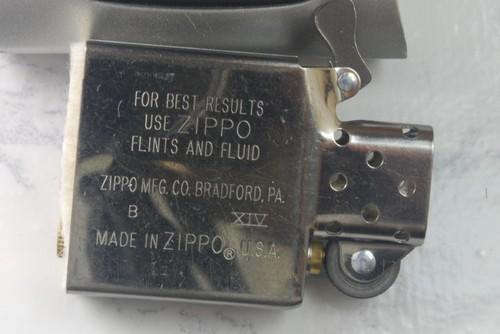 FOR BEST RESULTS
USE ZIPPO
FLINTS AND FLUID
ZIPPO MFG. CO. BRADFORD, PA.
B XIV
MADE IN ZIPPO® U.S.A.